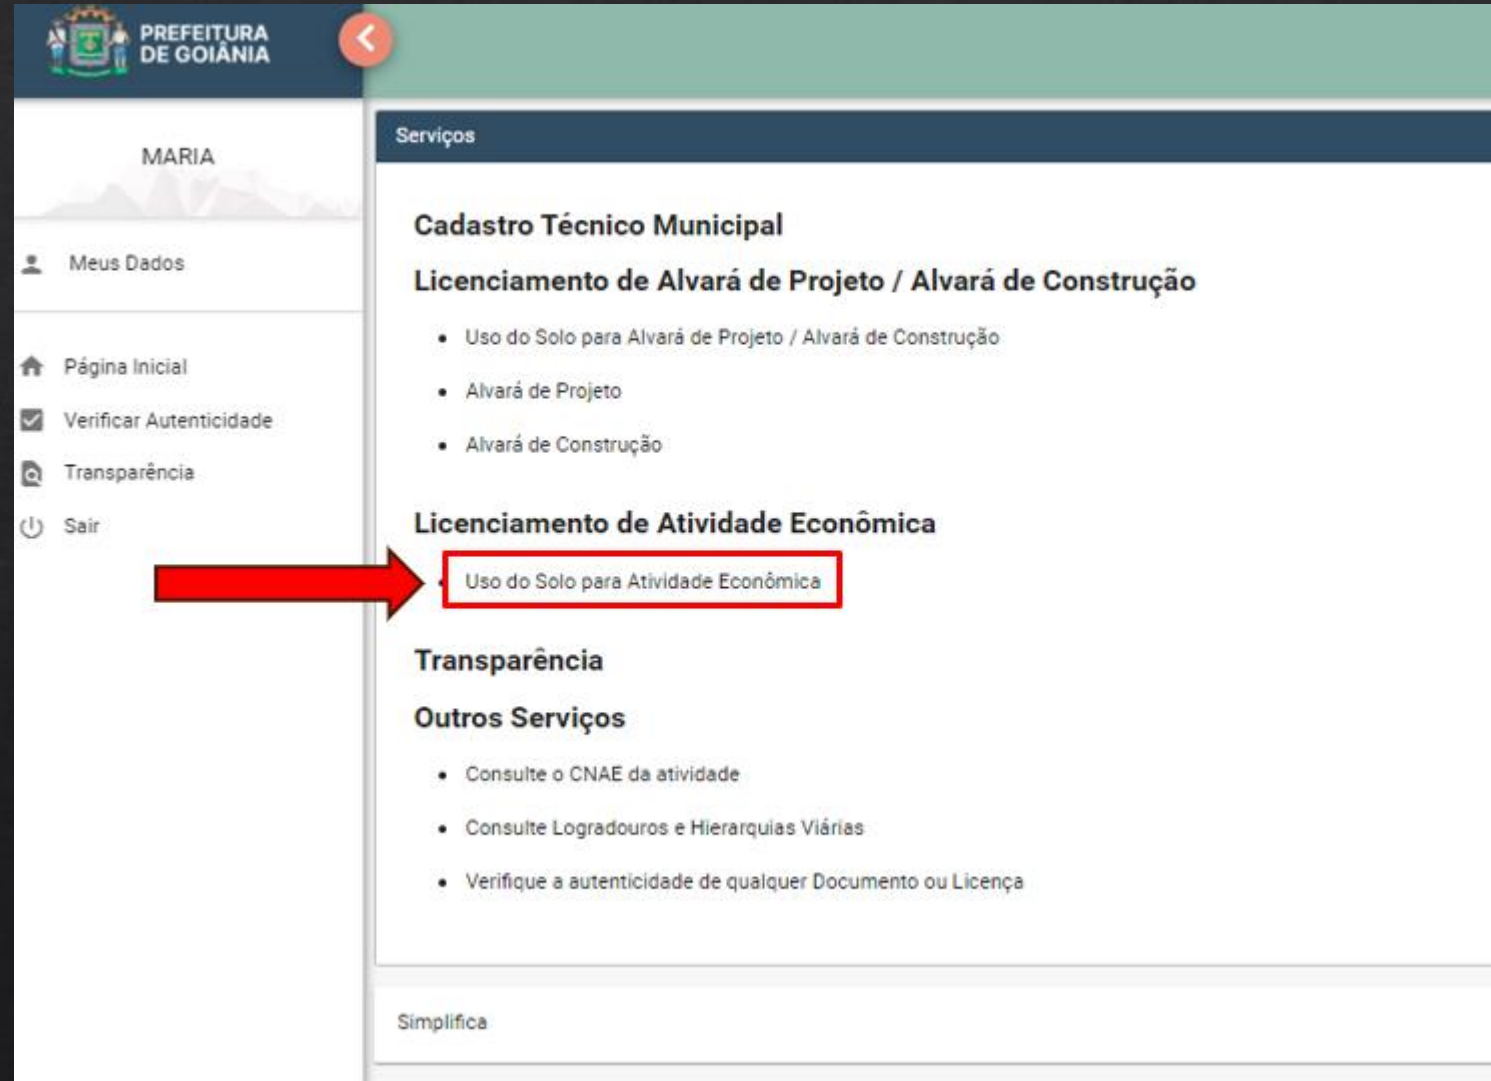 PREFEITURA
DE GOIÂNIA
MARIA
Meus Dados
Página Inicial
Verificar Autenticidade
Transparência
Sair
Serviços
Cadastro Técnico Municipal
Licenciamento de Alvará de Projeto / Alvará de Construção
Uso do Solo para Alvará de Projeto / Alvará de Construção
Alvará de Projeto
Alvará de Construção
Licenciamento de Atividade Econômica
Uso do Solo para Atividade Econômica
Transparência
Outros Serviços
Consulte o CNAE da atividade
Consulte Logradouros e Hierarquias Viárias
Verifique a autenticidade de qualquer Documento ou Licença
Simplifica